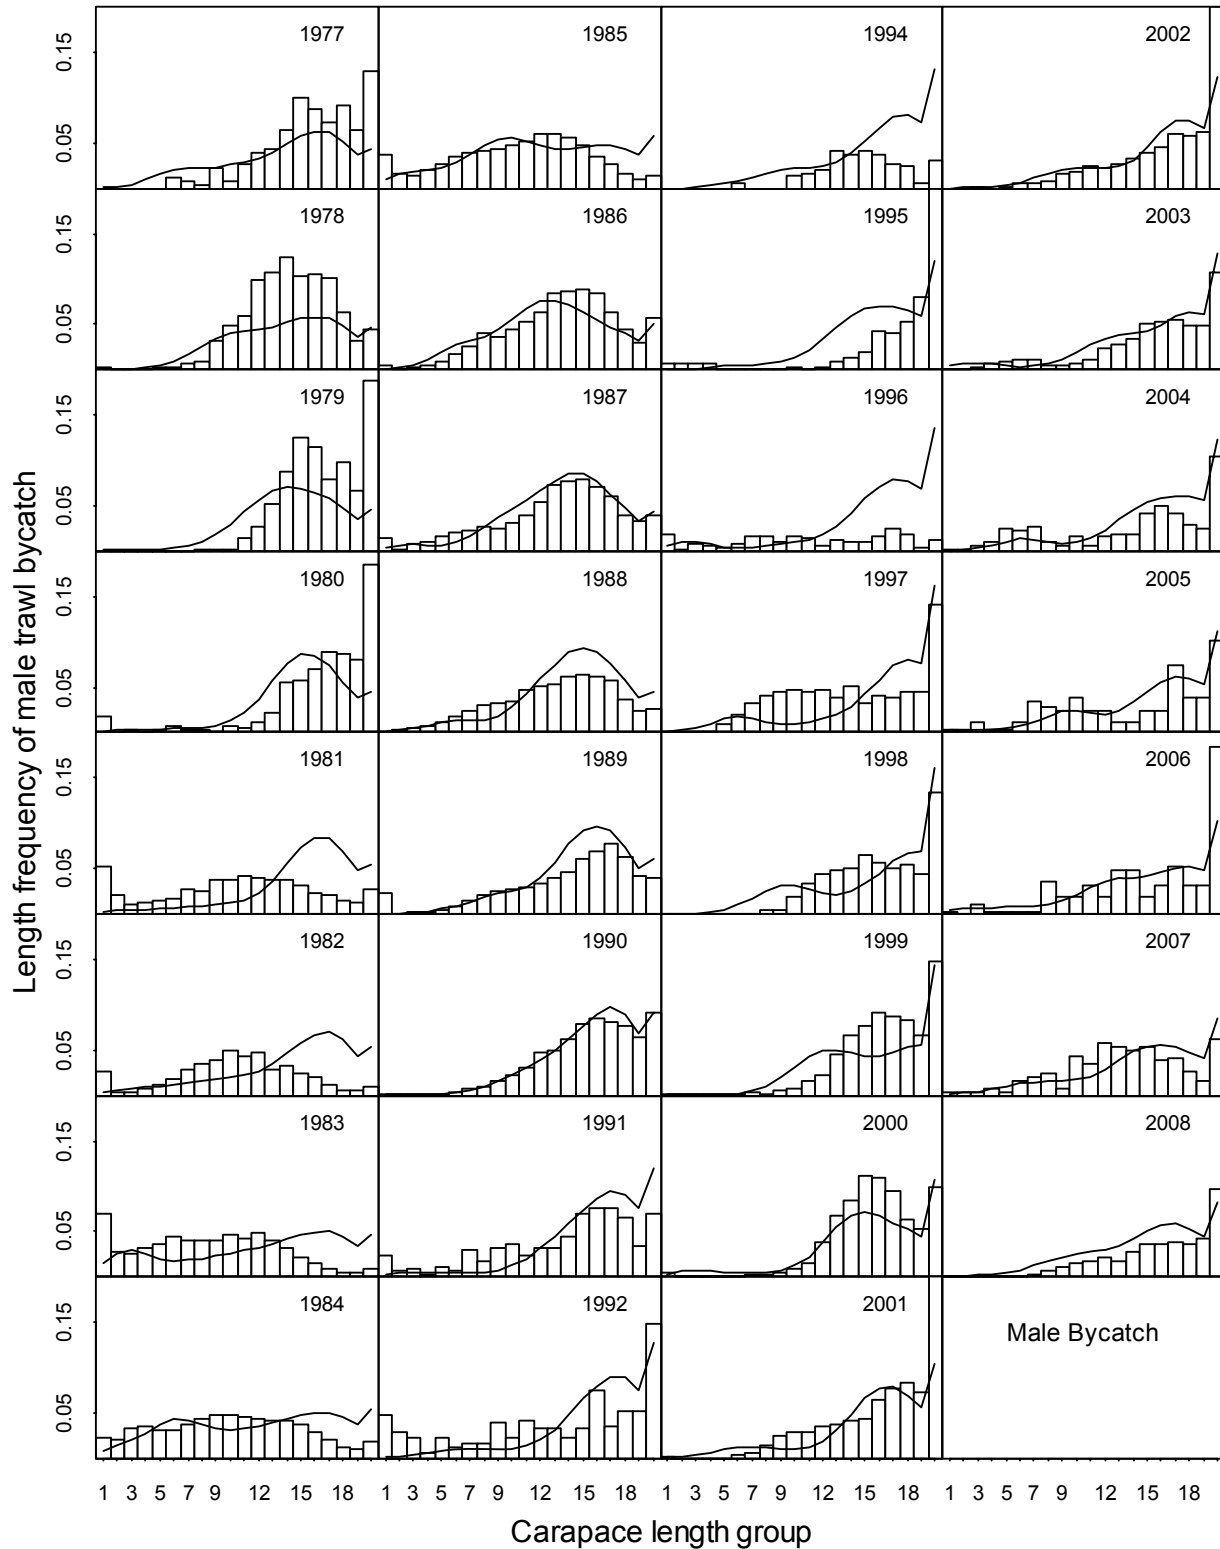 1977 1985 1994 2002
0.15
0.05
1978 1986 1995 2003
0.15
0.05
1979 1987 1996 2004
0.15
0.05
1980 1988 1997 2005
0.15
0.05
1981 1989 1998 2006
0.15
0.05
1982 1990 1999 2007
0.15
0.05
1983 1991 2000 2008
0.15
0.05
1984 1992 2001
0.15
0.05
Male Bycatch
Length frequency of male trawl bycatch
1 3 5 7 9 12 15 18 1 3 5 7 9 12 15 18 1 3 5 7 9 12 15 18 1 3 5 7 9 12 15 18
Carapace length group